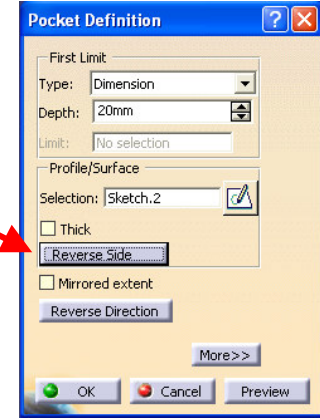 Pocket Definition
First Limit
Type: Dimension
Depth: 20mm
Limit: No selection
Profile/Surface
Selection: Sketch.2
Thick
Reverse Side
Mirrored extent
Reverse Direction
More>>
OK Cancel Preview